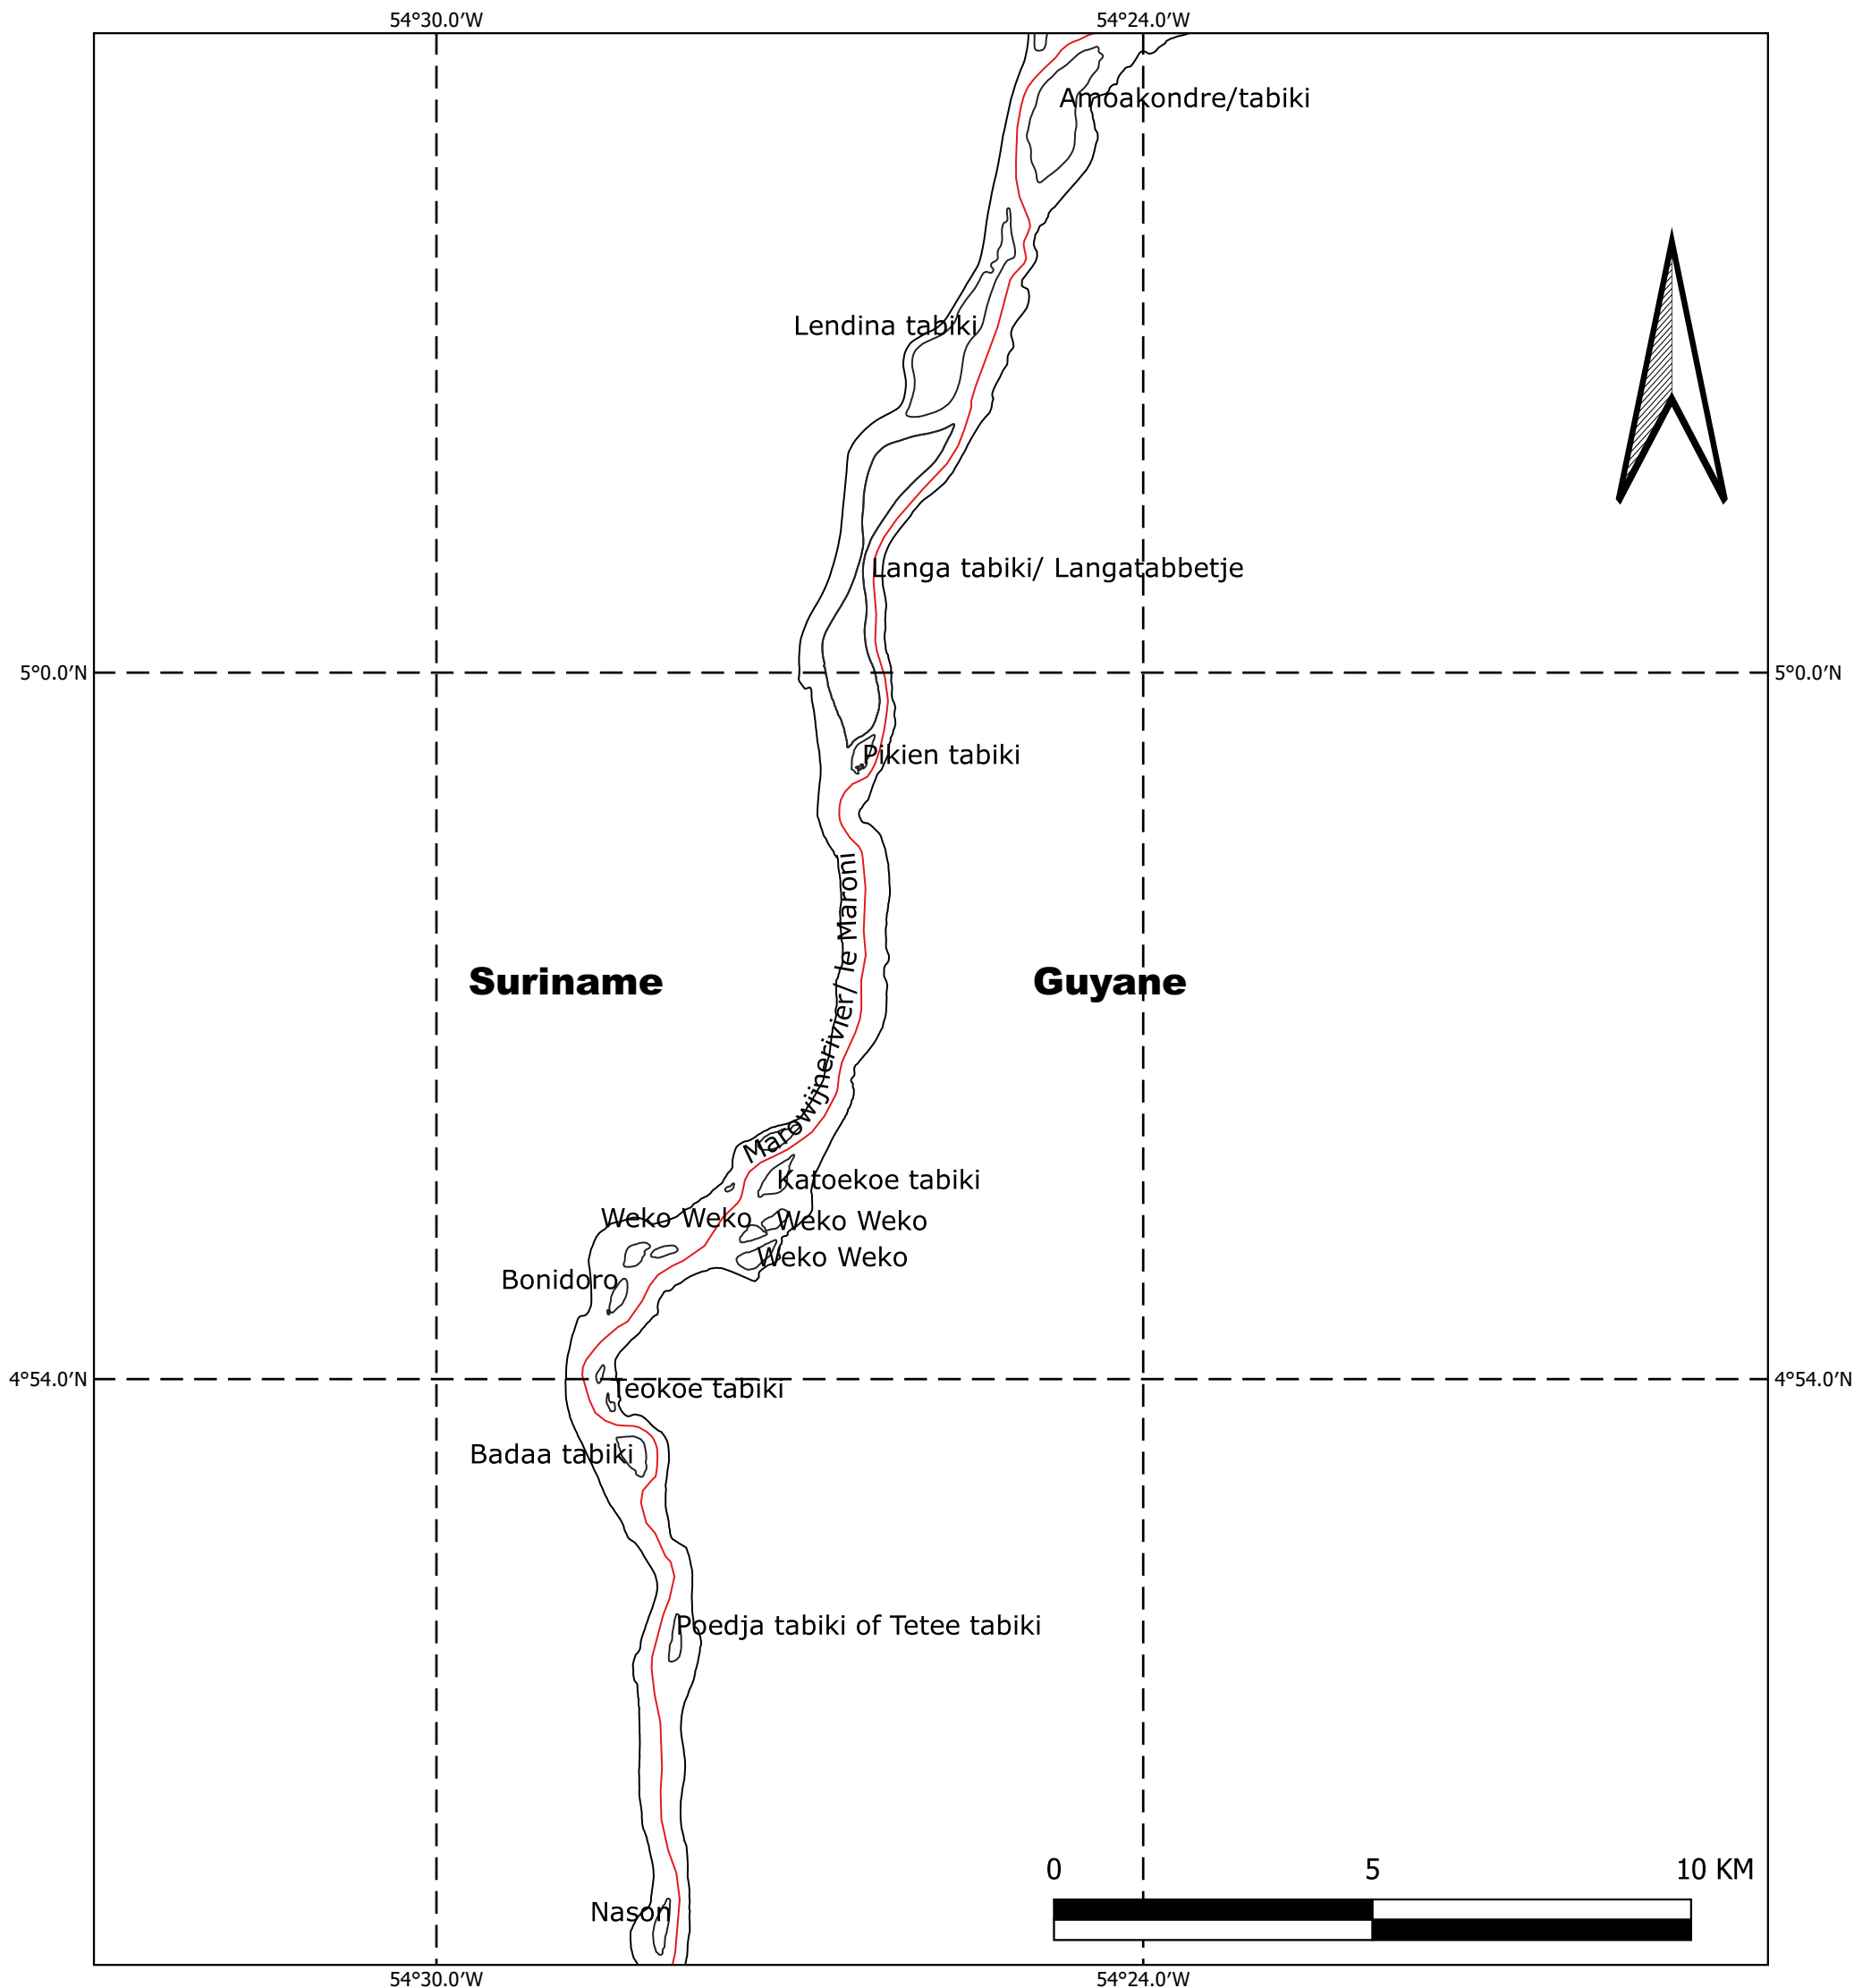 54°30.0'W 54°24.0'W
Amoakondre/tabiki
Lendina tabiki
Langa tabiki/ Langatabbetje
5°0.0'N 5°0.0'N
Pikien tabiki
Marowijnerivier/ le Maroni
Suriname Guyane
Katoekoe tabiki
Weko Weko Weko Weko
Weko Weko
Bonidoro
4°54.0'N 4°54.0'N
Teokoe tabiki
Badaa tabiki
Poedja tabiki of Tetee tabiki
0 5 10 KM
Nason
54°30.0'W 54°24.0'W